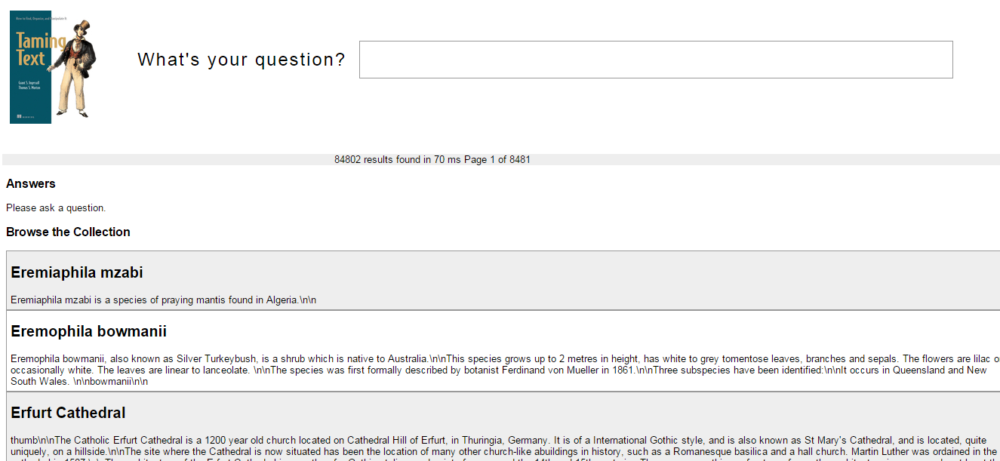 How to Find, Organize, and Manipulate It
Taming
Text
Grant S. Ingersoll
Thomas S. Morton
MANNING
What's your question?
84802 results found in 70 ms Page 1 of 8481
Answers
Please ask a question.
Browse the Collection
Eremiaphila mzabi
Eremiaphila mzabi is a species of praying mantis found in Algeria.\n\n
Eremophila bowmanii
Eremophila bowmanii, also known as Silver Turkeybush, is a shrub which is native to Australia.\n\nThis species grows up to 2 metres in height, has white to grey tomentose leaves, branches and sepals. The flowers are lilac o
occasionally white. The leaves are linear to lanceolate. \n\nThe species was first formally described by botanist Ferdinand von Mueller in 1861.\n\nThree subspecies have been identified:\n\nIt occurs in Queensland and New
South Wales. \n\nbowmanii\n\n
Erfurt Cathedral
thumb\n\nThe Catholic Erfurt Cathedral is a 1200 year old church located on Cathedral Hill of Erfurt, in Thuringia, Germany. It is of a International Gothic style, and is also known as St Mary's Cathedral, and is located, quite
uniquely, on a hillside.\n\nThe site where the Cathedral is now situated has been the location of many other church-like abuildings in history, such as a Romanesque basilica and a hall church. Martin Luther was ordained in the